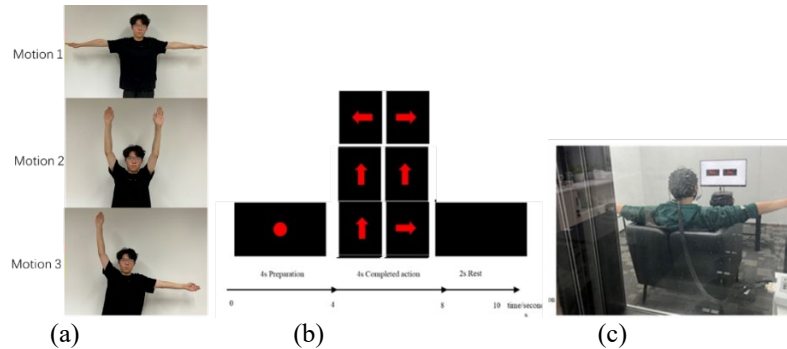 Motion 1
Motion 2
Motion 3
4s Preparation
4s Completed action
2s Rest
0
4
8
10
time/second
s
(a)
(b)
(c)